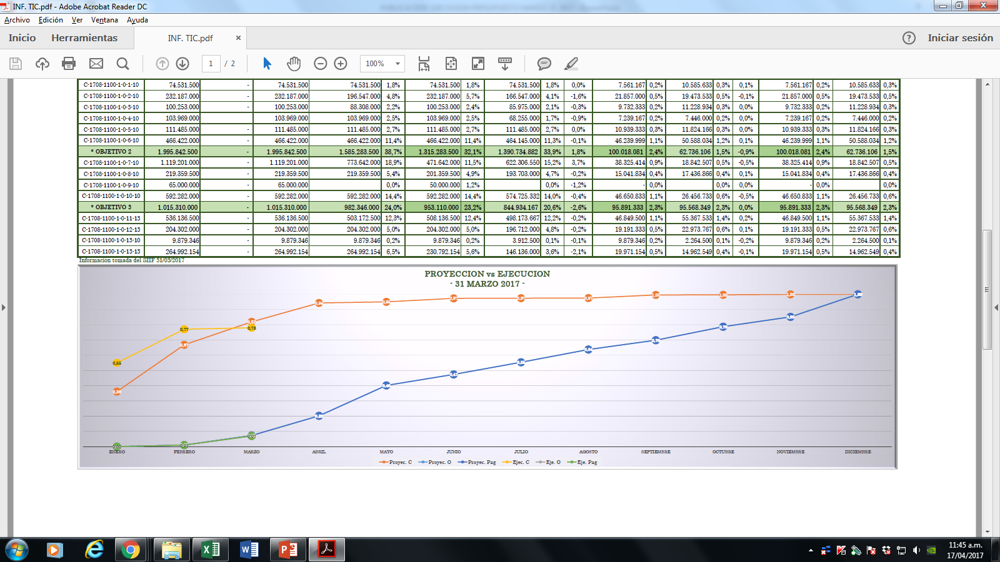 INF. TIC.pdf - Adobe Acrobat Reader DC
Archivo Edición Ver Ventana Ayuda
Inicio Herramientas INF. TIC.pdf × Iniciar sesión
1 / 2 100%
C-1708-1100-1-0-1-10 74.531.500 - 74.531.500 74.531.500 1,8% 74.531.500 1,8% 74.531.500 1,8% 0,0% 7.561.167 0,2% 10.585.633 0,3% 0,1% 7.561.167 0,2% 10.585.633 0,3%
C-1708-1100-1-0-2-10 232.187.000 - 232.187.000 196.547.000 4,8% 232.187.000 5,7% 166.547.000 4,1% -1,6% 21.857.000 0,5% 19.473.533 0,5% -0,1% 21.857.000 0,5% 19.473.533 0,5%
C-1708-1100-1-0-3-10 100.253.000 - 100.253.000 88.308.000 2,2% 100.253.000 2,4% 85.975.000 2,1% -0,3% 9.732.333 0,2% 11.228.934 0,3% 0,0% 9.732.333 0,2% 11.228.934 0,3%
C-1708-1100-1-0-4-10 103.969.000 - 103.969.000 103.969.000 2,5% 103.969.000 2,5% 68.255.000 1,7% -0,9% 7.239.167 0,2% 7.446.000 0,2% 0,0% 7.239.167 0,2% 7.446.000 0,2%
C-1708-1100-1-0-5-10 111.485.000 - 111.485.000 111.485.000 2,7% 111.485.000 2,7% 111.485.000 2,7% 0,0% 10.939.333 0,3% 11.824.166 0,3% 0,0% 10.939.333 0,3% 11.824.166 0,3%
C-1708-1100-1-0-6-10 466.422.000 - 466.422.000 466.422.000 11,4% 466.422.000 11,4% 464.145.000 11,3% -0,1% 46.239.999 1,1% 50.588.034 1,2% 0,1% 46.239.999 1,1% 50.588.034 1,2%
* OBJETIVO 2 1.995.842.500 - 1.995.842.500 1.585.283.500 38,7% 1.315.283.500 32,1% 1.390.734.882 33,9% 1,8% 100.018.081 2,4% 62.736.106 1,5% -0,9% 100.018.081 2,4% 62.736.106 1,5%
C-1708-1100-1-0-7-10 1.119.201.000 - 1.119.201.000 773.642.000 18,9% 471.642.000 11,5% 622.306.550 15,2% 3,7% 38.325.414 0,9% 18.842.507 0,5% -0,5% 38.325.414 0,9% 18.842.507 0,5%
C-1708-1100-1-0-8-10 219.359.500 - 219.359.500 219.359.500 5,4% 201.359.500 4,9% 193.703.000 4,7% -0,2% 15.041.834 0,4% 17.436.866 0,4% 0,1% 15.041.834 0,4% 17.436.866 0,4%
C-1708-1100-1-0-9-10 65.000.000 - 65.000.000 0,0% 50.000.000 1,2% 0,0% -1,2% - 0,0% 0,0% 0,0% - 0,0% 0,0%
C-1708-1100-1-0-10-10 592.282.000 - 592.282.000 592.282.000 14,4% 592.282.000 14,4% 574.725.332 14,0% -0,4% 46.650.833 1,1% 26.456.733 0,6% -0,5% 46.650.833 1,1% 26.456.733 0,6%
* OBJETIVO 3 1.015.310.000 - 1.015.310.000 982.346.000 24,0% 953.110.000 23,2% 844.934.167 20,6% -2,6% 95.891.333 2,3% 95.568.349 2,3% 0,0% 95.891.333 2,3% 95.568.349 2,3%
C-1708-1100-1-0-11-13 536.136.500 - 536.136.500 503.172.500 12,3% 508.136.500 12,4% 498.173.667 12,2% -0,2% 46.849.500 1,1% 55.367.533 1,4% 0,2% 46.849.500 1,1% 55.367.533 1,4%
C-1708-1100-1-0-12-13 204.302.000 - 204.302.000 204.302.000 5,0% 204.302.000 5,0% 196.712.000 4,8% -0,2% 19.191.333 0,5% 22.973.767 0,6% 0,1% 19.191.333 0,5% 22.973.767 0,6%
C-1708-1100-1-0-13-10 9.879.346 - 9.879.346 9.879.346 0,2% 9.879.346 0,2% 3.912.500 0,1% -0,1% 9.879.346 0,2% 2.264.500 0,1% -0,2% 9.879.346 0,2% 2.264.500 0,1%
C-1708-1100-1-0-13-13 264.992.154 - 264.992.154 264.992.154 6,5% 230.792.154 5,6% 146.136.000 3,6% -2,1% 19.971.154 0,5% 14.962.549 0,4% -0,1% 19.971.154 0,5% 14.962.549 0,4%
Información tomada del SIIF 31/03/2017
PROYECCION vs EJECUCION
- 31 MARZO 2017 -
0,77
0,78
0,67
0,55
0,36
0,07
ENERO FEBRERO MARZO ABRIL MAYO JUNIO JULIO AGOSTO SEPTIEMBRE OCTUBRE NOVIEMBRE DICIEMBRE
Proyec. C Proyec. O Proyec. Pag Ejec. C Eje. O Eje. Pag
11:45 a.m.
17/04/2017